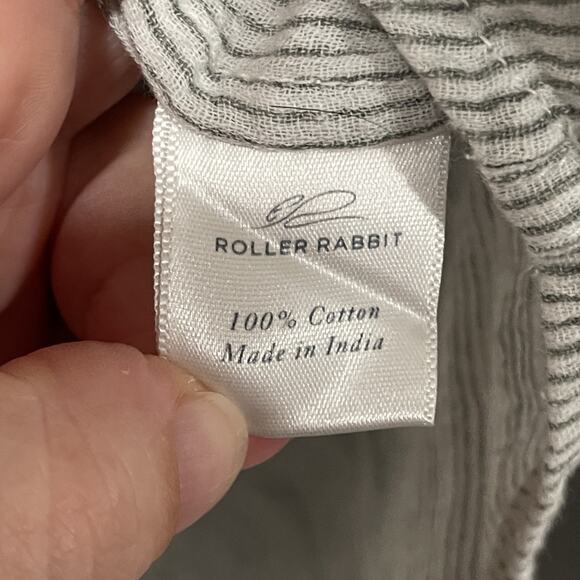 ROLLER RABBIT
100% Cotton
Made in India